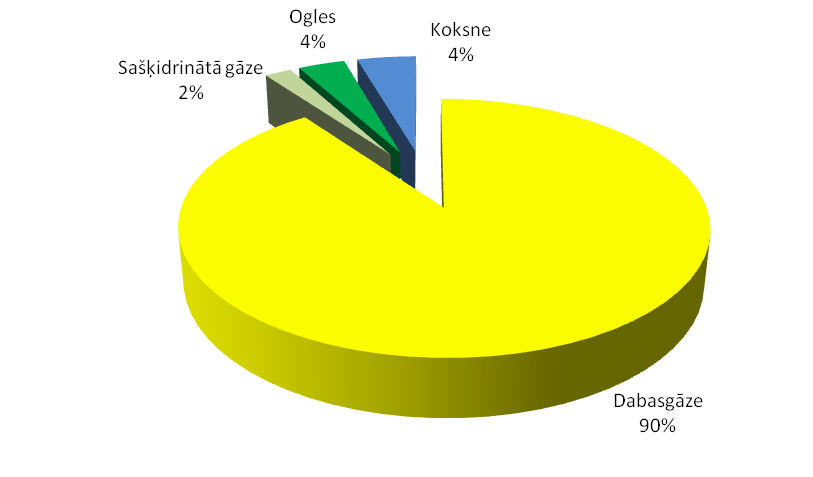 Ogles
4%
Koksne
4%
Sašķidrinātā gāze
2%
Dabasgāze
90%